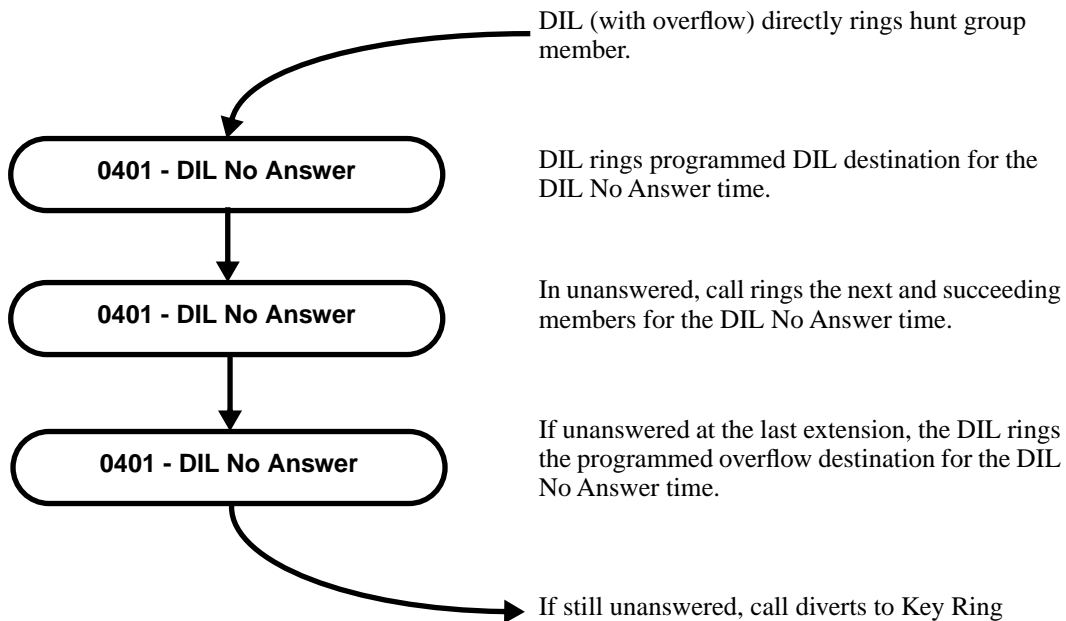 DIL (with overflow) directly rings hunt group
member.
0401 - DIL No Answer
DIL rings programmed DIL destination for the
DIL No Answer time.
0401 - DIL No Answer
In unanswered, call rings the next and succeeding
members for the DIL No Answer time.
0401 - DIL No Answer
If unanswered at the last extension, the DIL rings
the programmed overflow destination for the DIL
No Answer time.
If still unanswered, call diverts to Key Ring